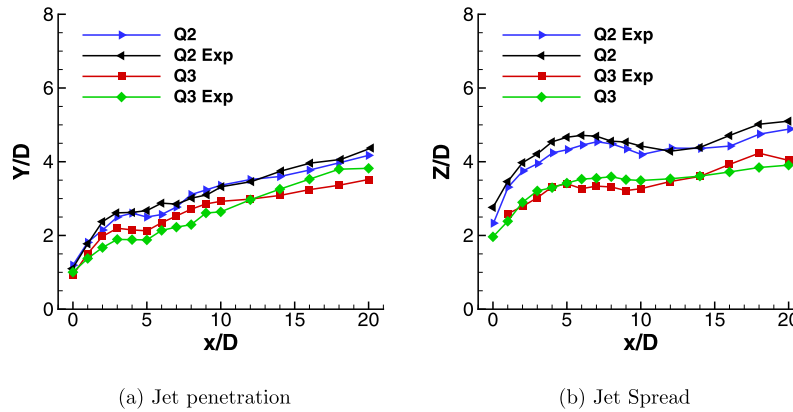 8
6
4
2
0
Y/D
Q2
Q2 Exp
Q3
Q3 Exp
0 5 10 15 20
x/D
(a) Jet penetration
8
6
4
2
0
Z/D
Q2 Exp
Q2
Q3 Exp
Q3
0 5 10 15 20
x/D
(b) Jet Spread